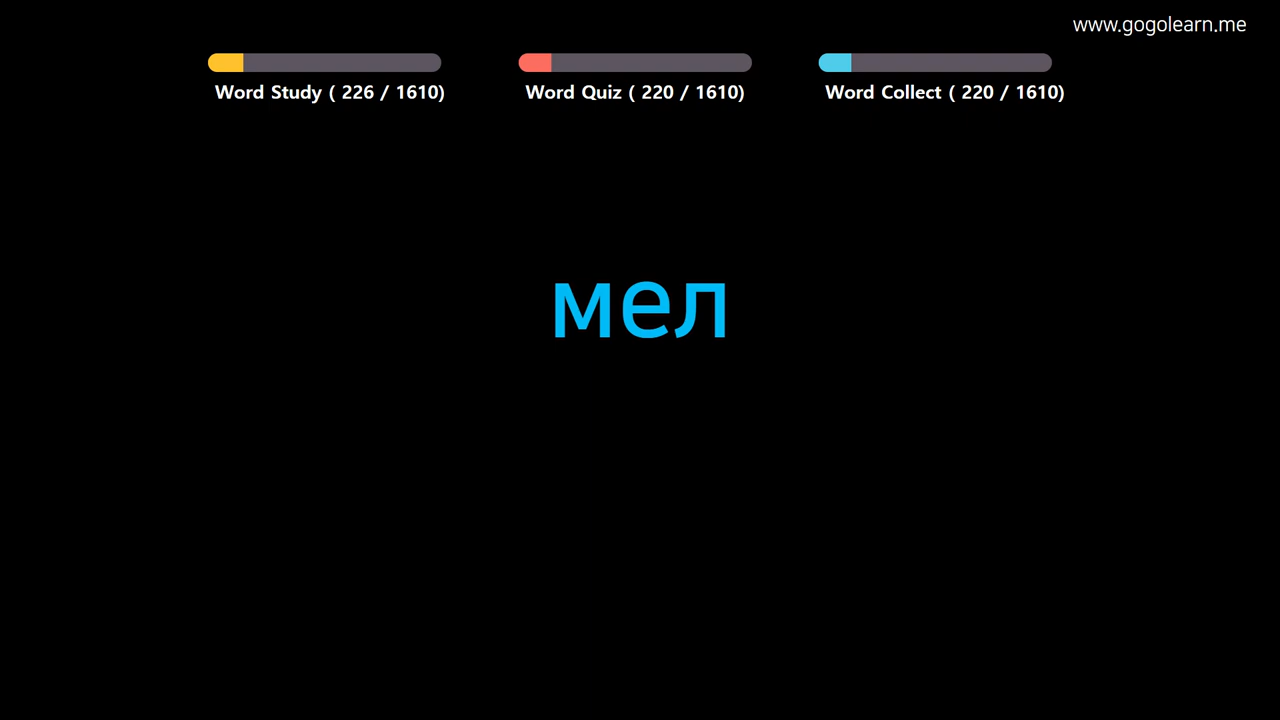 www.gogolearn.me
Word Study ( 226 / 1610)
Word Quiz ( 220 / 1610)
Word Collect ( 220 / 1610)
мел